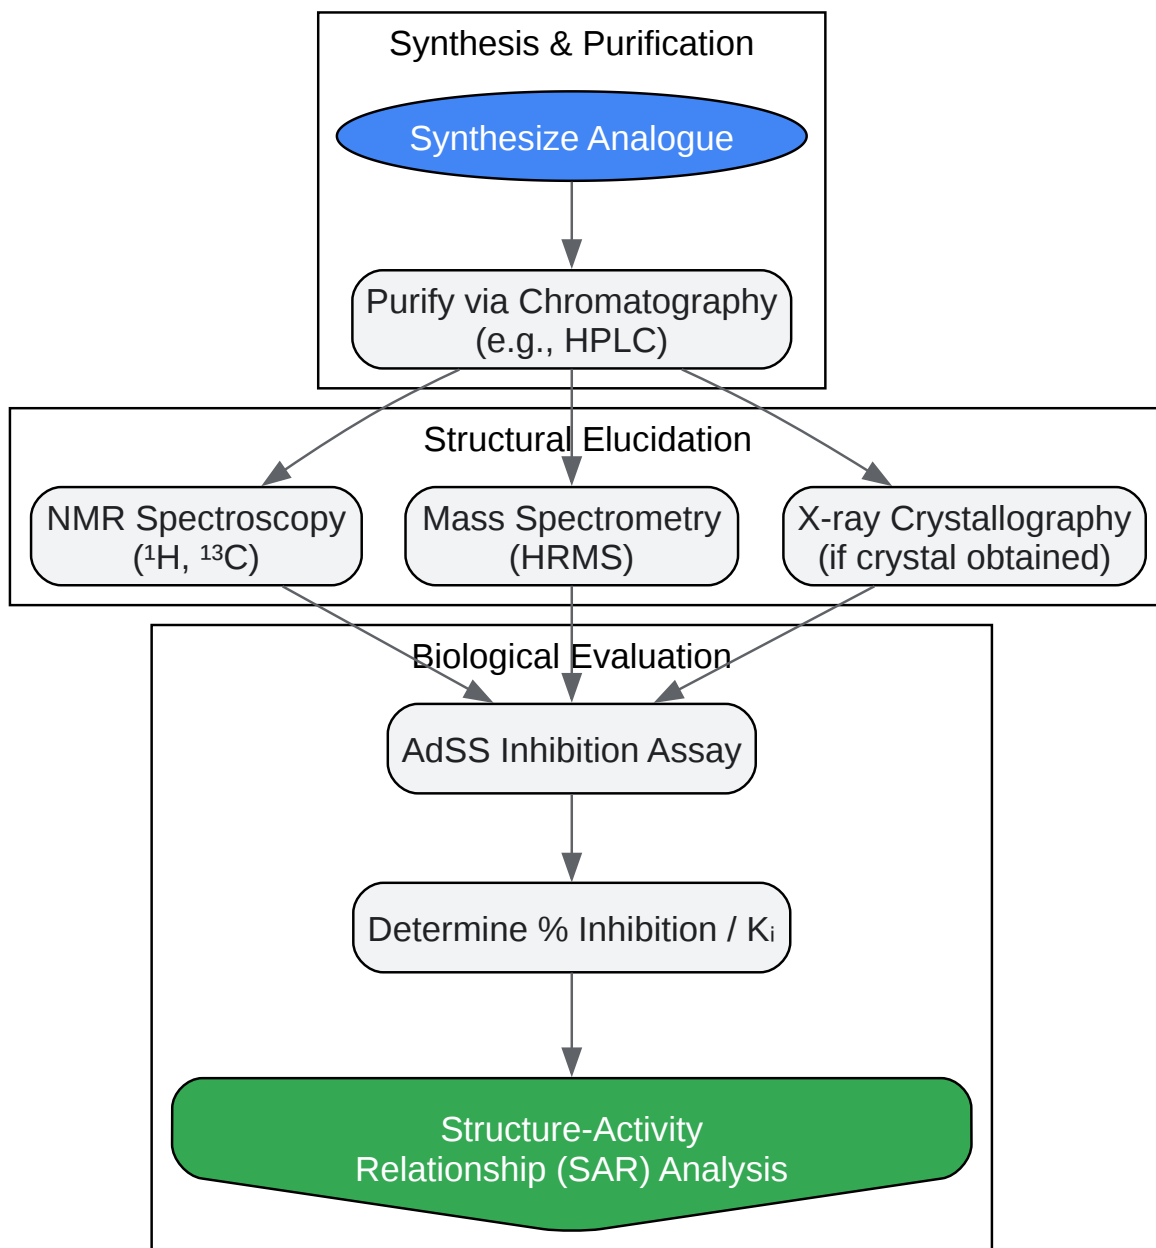 Synthesis & Purification
Synthesize Analogue
Purify via Chromatography
(e.g., HPLC)
Structural Elucidation
NMR Spectroscopy
(¹H, ¹³C)
Mass Spectrometry
(HRMS)
X-ray Crystallography
(if crystal obtained)
Biological Evaluation
AdSS Inhibition Assay
Determine % Inhibition / Kᵢ
Structure-Activity
Relationship (SAR) Analysis